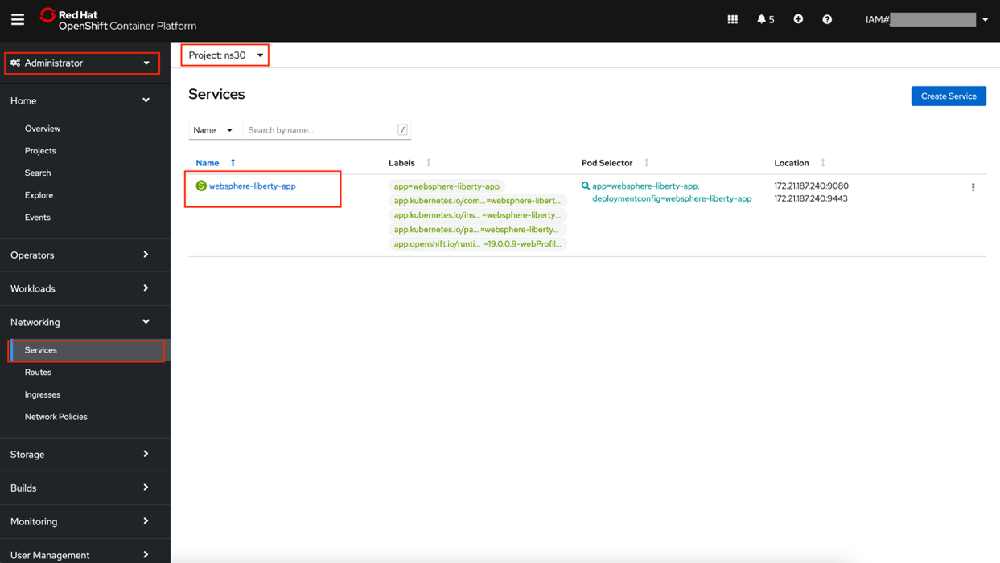 Red Hat
OpenShift Container Platform
5
IAM#
Administrator
Project: ns30
Home
Overview
Projects
Search
Explore
Events
Operators
Workloads
Networking
Services
Routes
Ingresses
Network Policies
Storage
Builds
Monitoring
User Management
Services
Create Service
Name
Search by name...
/
Name
Labels
Pod Selector
Location
S websphere-liberty-app
app=websphere-liberty-app
app.kubernetes.io/com... =websphere-libert...
app.kubernetes.io/ins... =websphere-liberty...
app.kubernetes.io/pa... =websphere-liberty...
app.openshift.io/runti... =19.0.0.9-webProfil...
app=websphere-liberty-app,
deploymentconfig=websphere-liberty-app
172.21.187.240:9080
172.21.187.240:9443